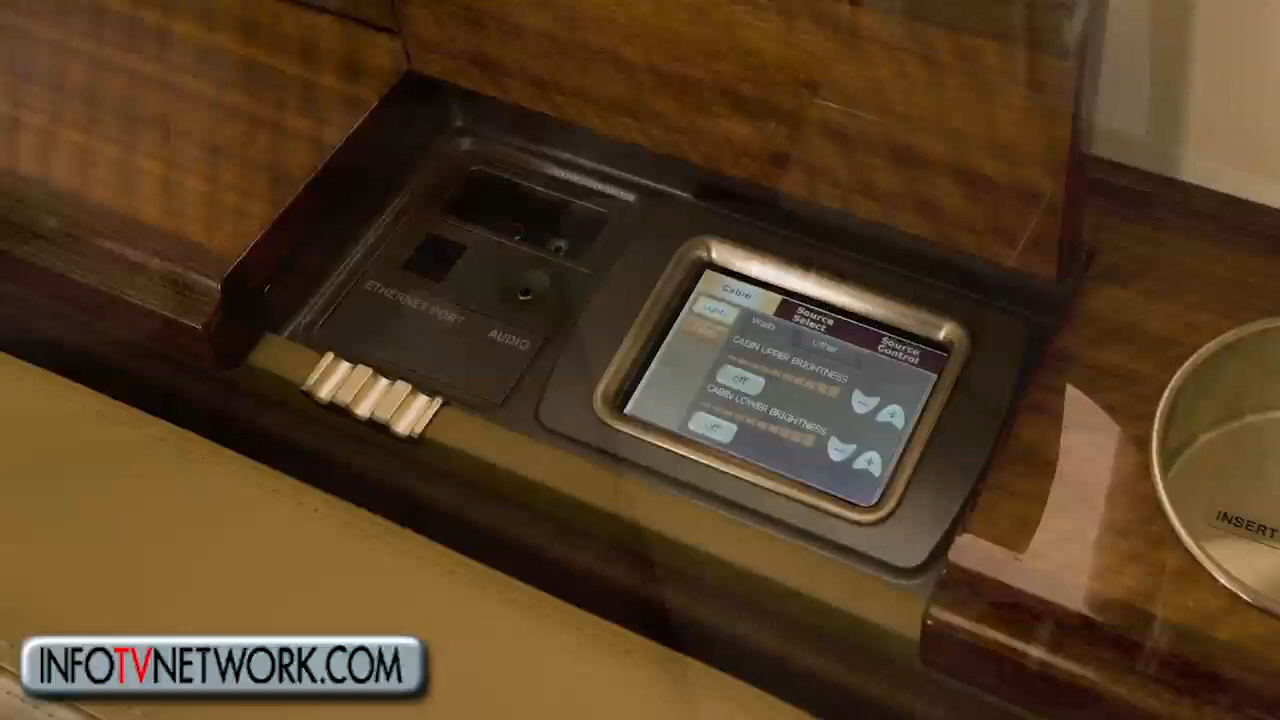 Cabin
Source
Select
Source
Control
Light
Temp
Wash
Other
CABIN UPPER BRIGHTNESS
Off
CABIN LOWER BRIGHTNESS
Off
ETHERNET PORT
AUDIO
INSERT
INFOTVNETWORK.COM